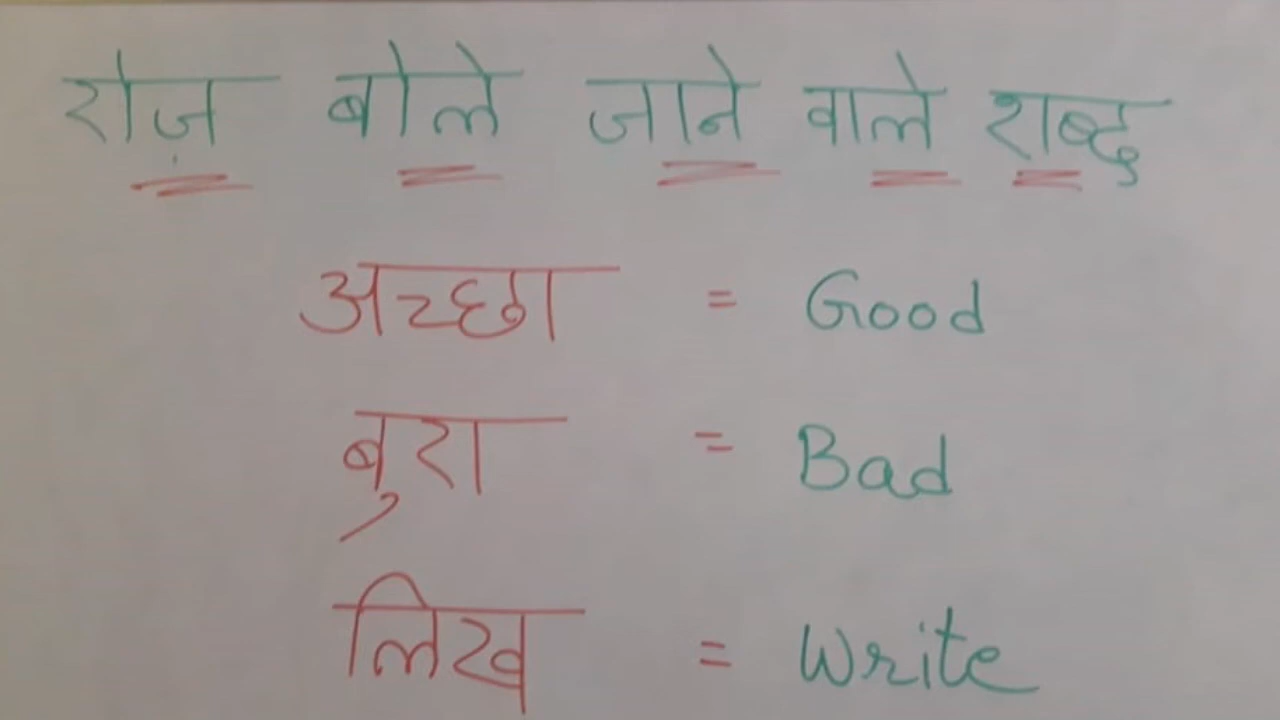 रोज़ बोले जाने वाले शब्द
अच्छा = Good
बुरा = Bad
लिख = Write